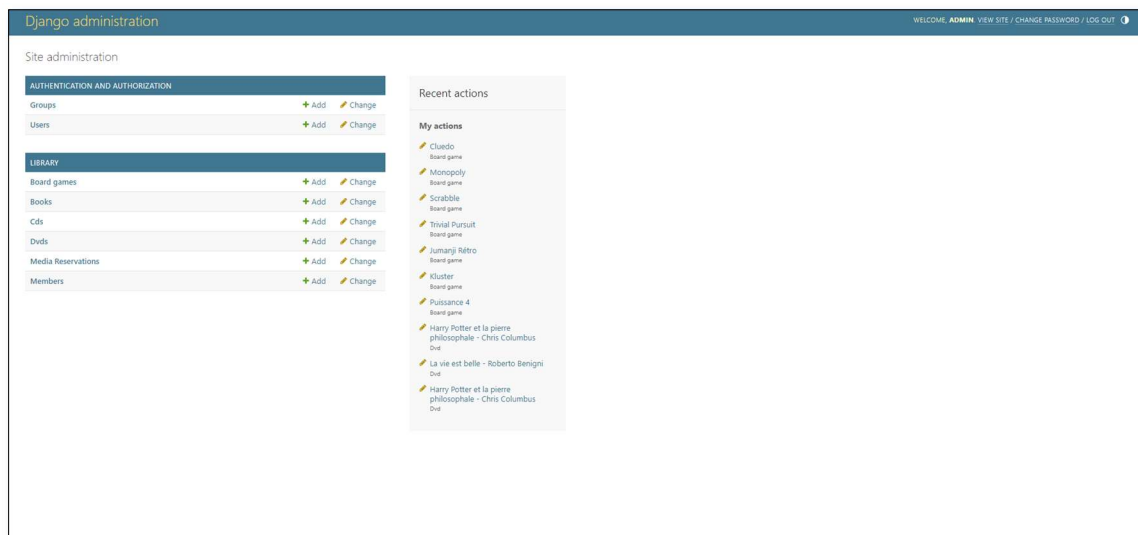 Django administration
WELCOME, ADMIN. VIEW SITE / CHANGE PASSWORD / LOG OUT
Site administration
AUTHENTICATION AND AUTHORIZATION
Groups + Add Change
Users + Add Change
LIBRARY
Board games + Add Change
Books + Add Change
Cds + Add Change
Dvds + Add Change
Media Reservations + Add Change
Members + Add Change
Recent actions
My actions
Cluedo
Board game
Monopoly
Board game
Scrabble
Board game
Trivial Pursuit
Board game
Jumanji Rétro
Board game
Kluster
Board game
Puissance 4
Board game
Harry Potter et la pierre
philosophale - Chris Columbus
Dvd
La vie est belle - Roberto Benigni
Dvd
Harry Potter et la pierre
philosophale - Chris Columbus
Dvd